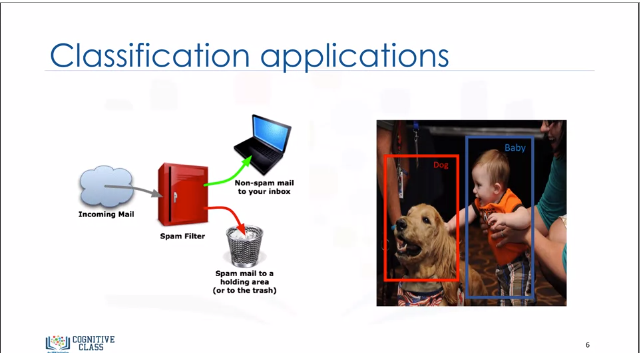 Classification applications
Incoming Mail
Spam Filter
Non-spam mail
to your inbox
Spam mail to a
holding area
(or to the trash)
Dog
Baby
COGNITIVE
CLASS
6